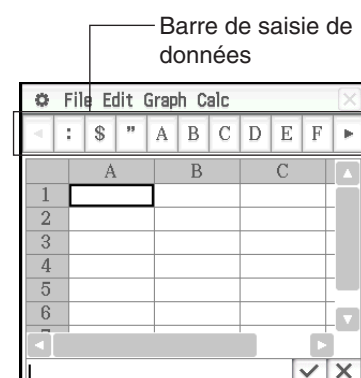 Barre de saisie de
données
File Edit Graph Calc
: $ " A B C D E F
A B C
1
2
3
4
5
6